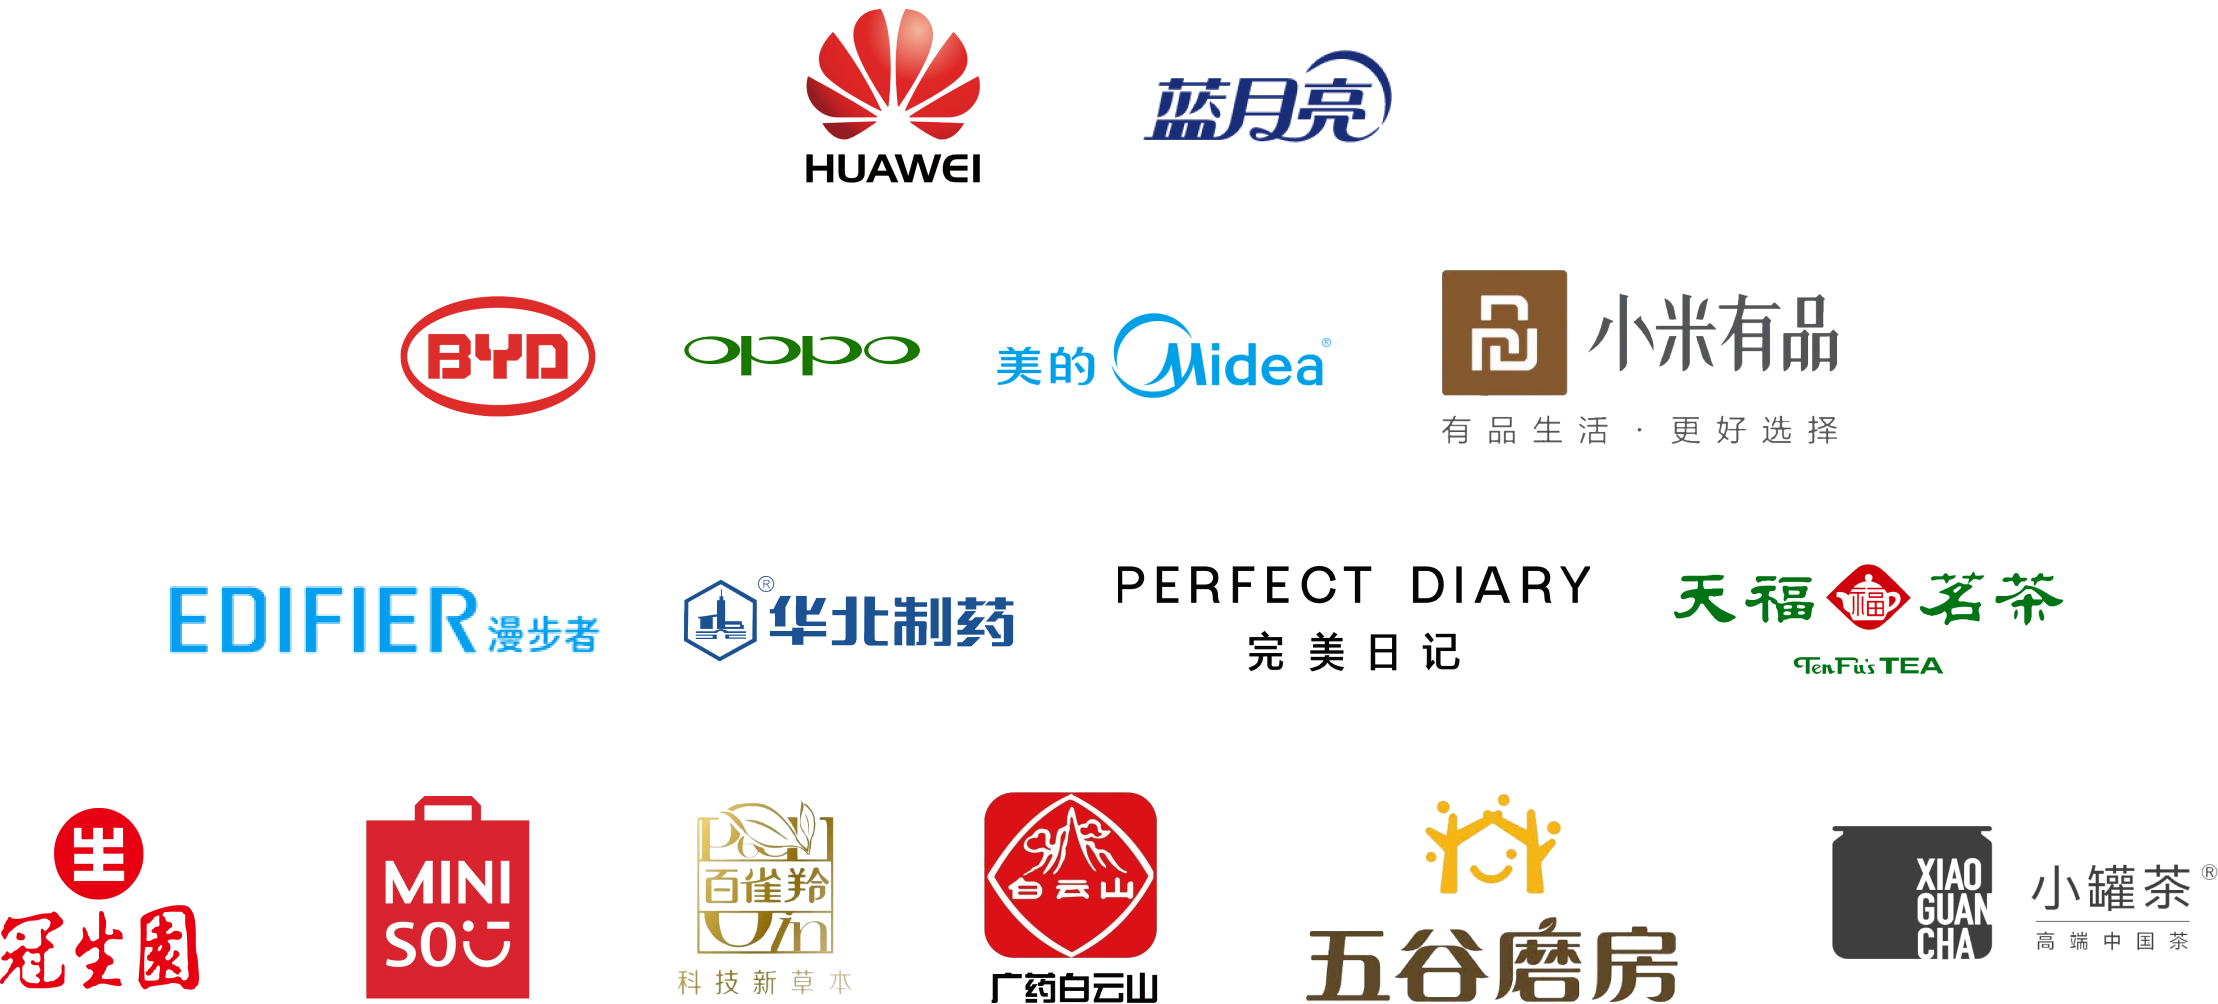 HUAWEI
蓝月亮
BYD
oppo
美的 Midea®
小米有品
有品生活·更好选择
EDIFIER 漫步者
®华北制药
PERFECT DIARY
完美日记
天福 福 茗茶
TenFu's TEA
生
冠生園
MINI
SO
Pechoin
百雀羚
科技新草本
白云山
广药白云山
五谷磨房
XIAO
GUAN
CHA
小罐茶®
高端中国茶